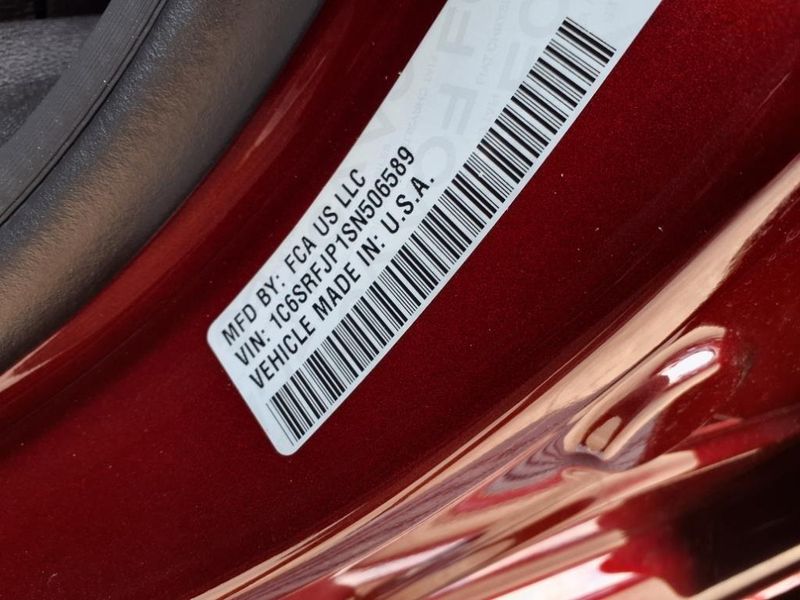 MFD BY: FCA US LLC
VIN: 1C6SRFJP1SN506589
VEHICLE MADE IN: U.S.A.